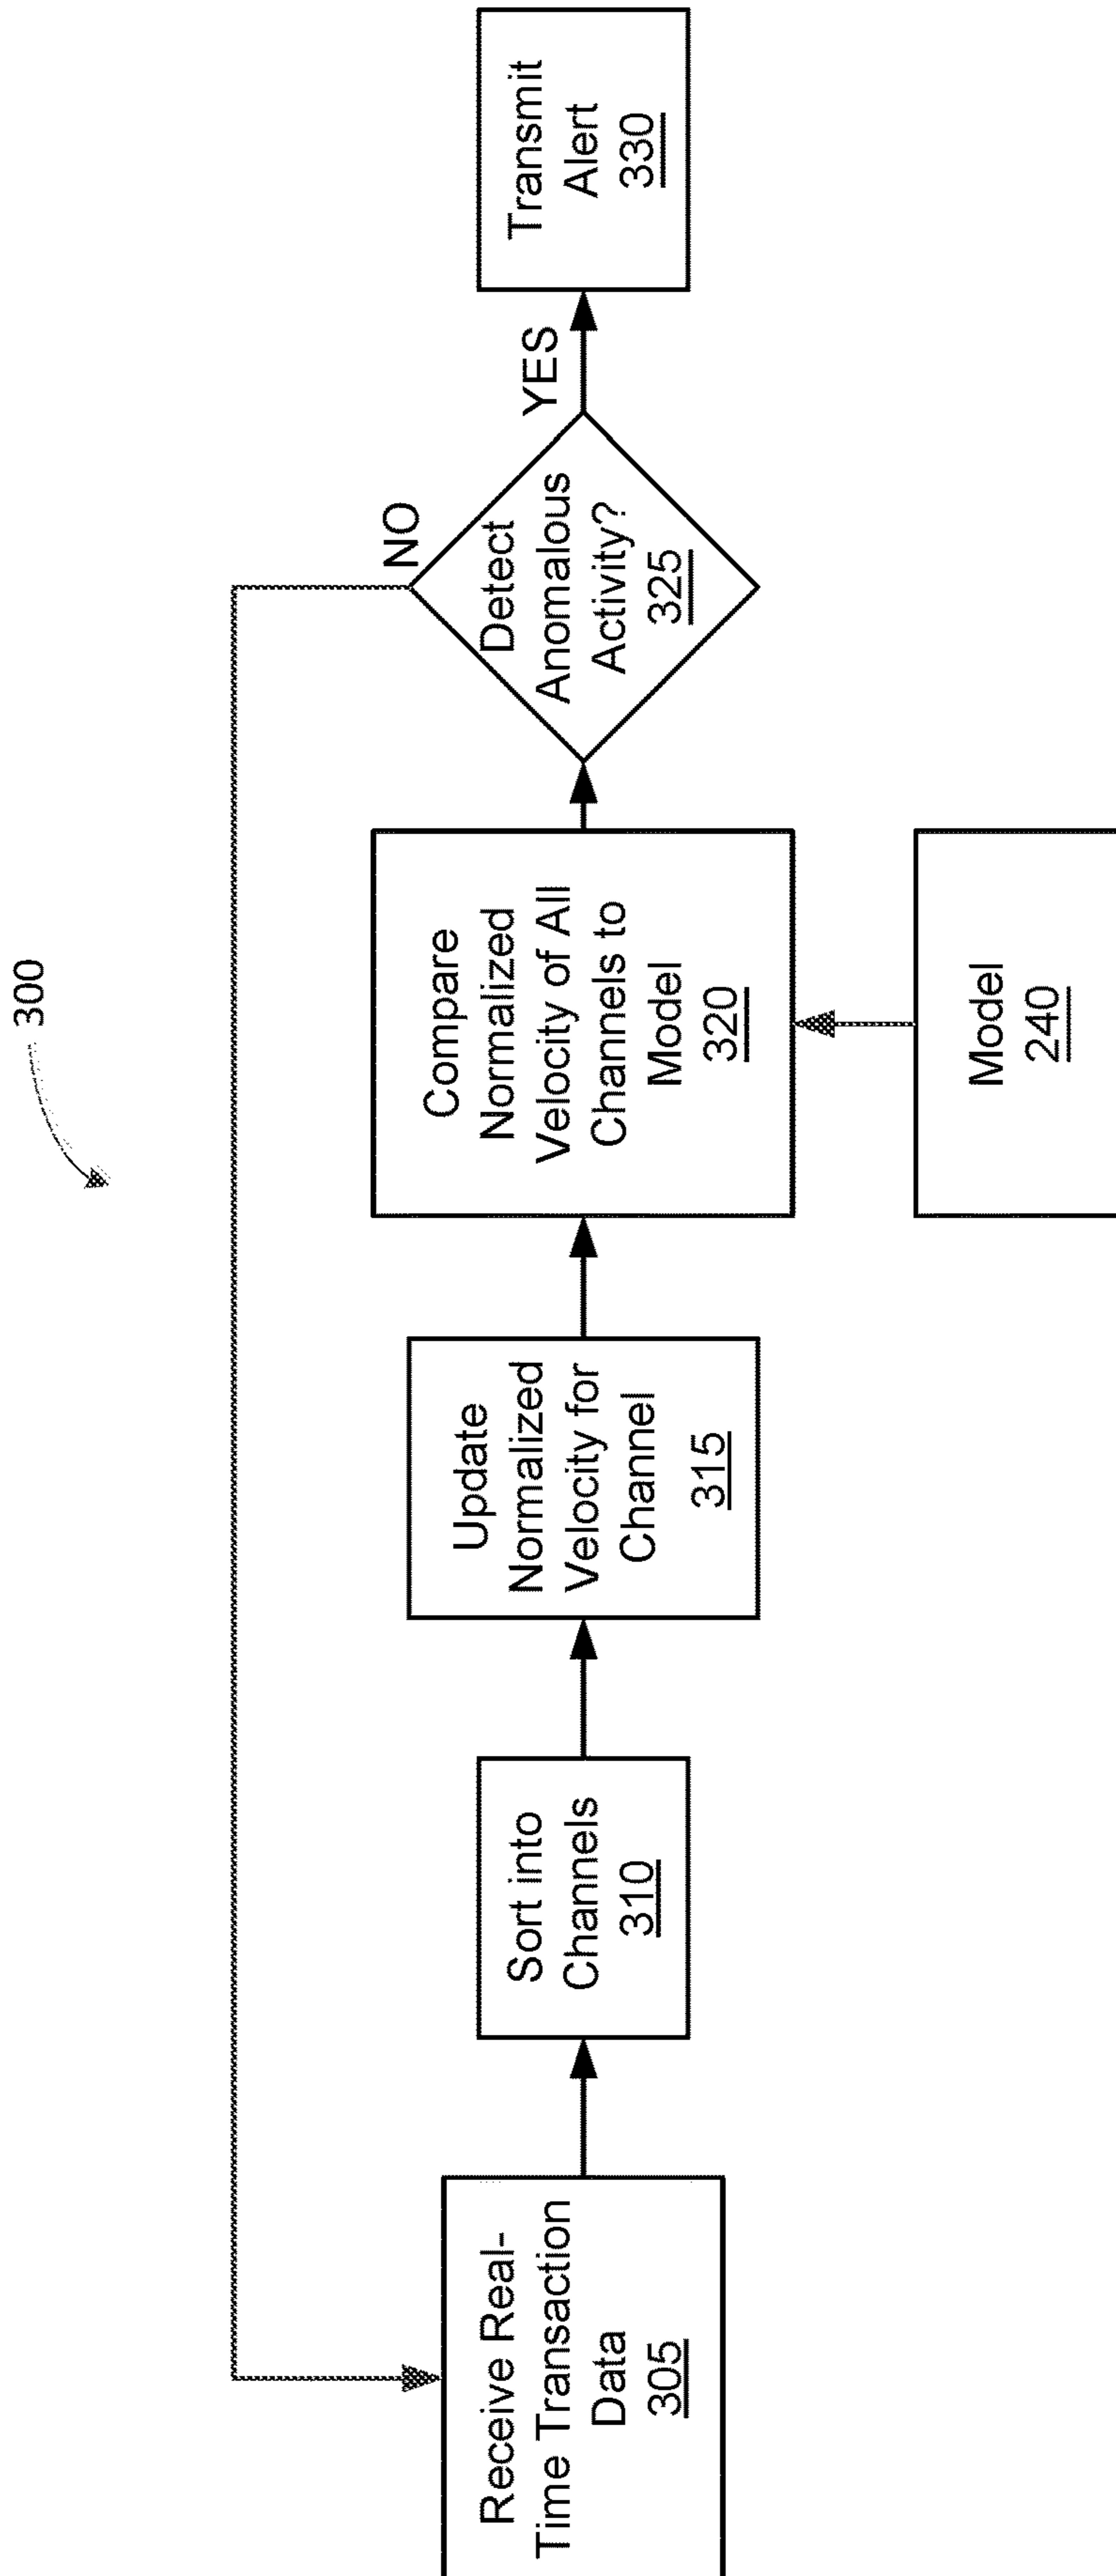 300
Receive Real-
Time Transaction
Data
305
Sort into
Channels
310
Update
Normalized
Velocity for
Channel
315
Compare
Normalized
Velocity of All
Channels to
Model
320
Model
240
Detect
Anomalous
Activity?
325
NO
YES
Transmit
Alert
330